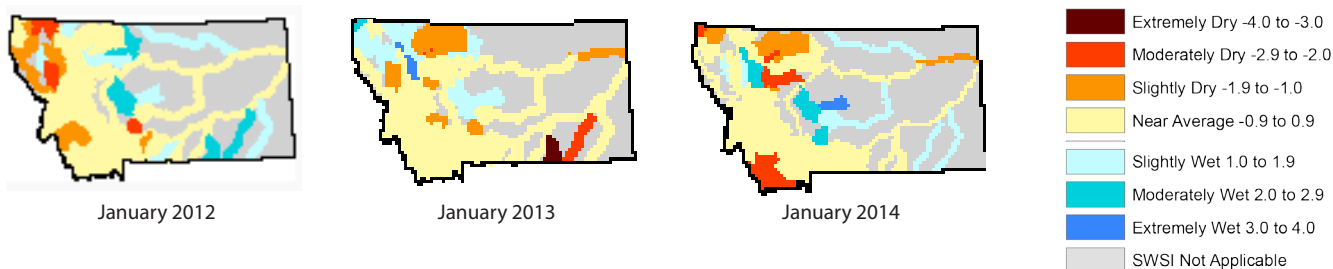 January 2012
January 2013
January 2014
Extremely Dry -4.0 to -3.0
Moderately Dry -2.9 to -2.0
Slightly Dry -1.9 to -1.0
Near Average -0.9 to 0.9
Slightly Wet 1.0 to 1.9
Moderately Wet 2.0 to 2.9
Extremely Wet 3.0 to 4.0
SWSI Not Applicable